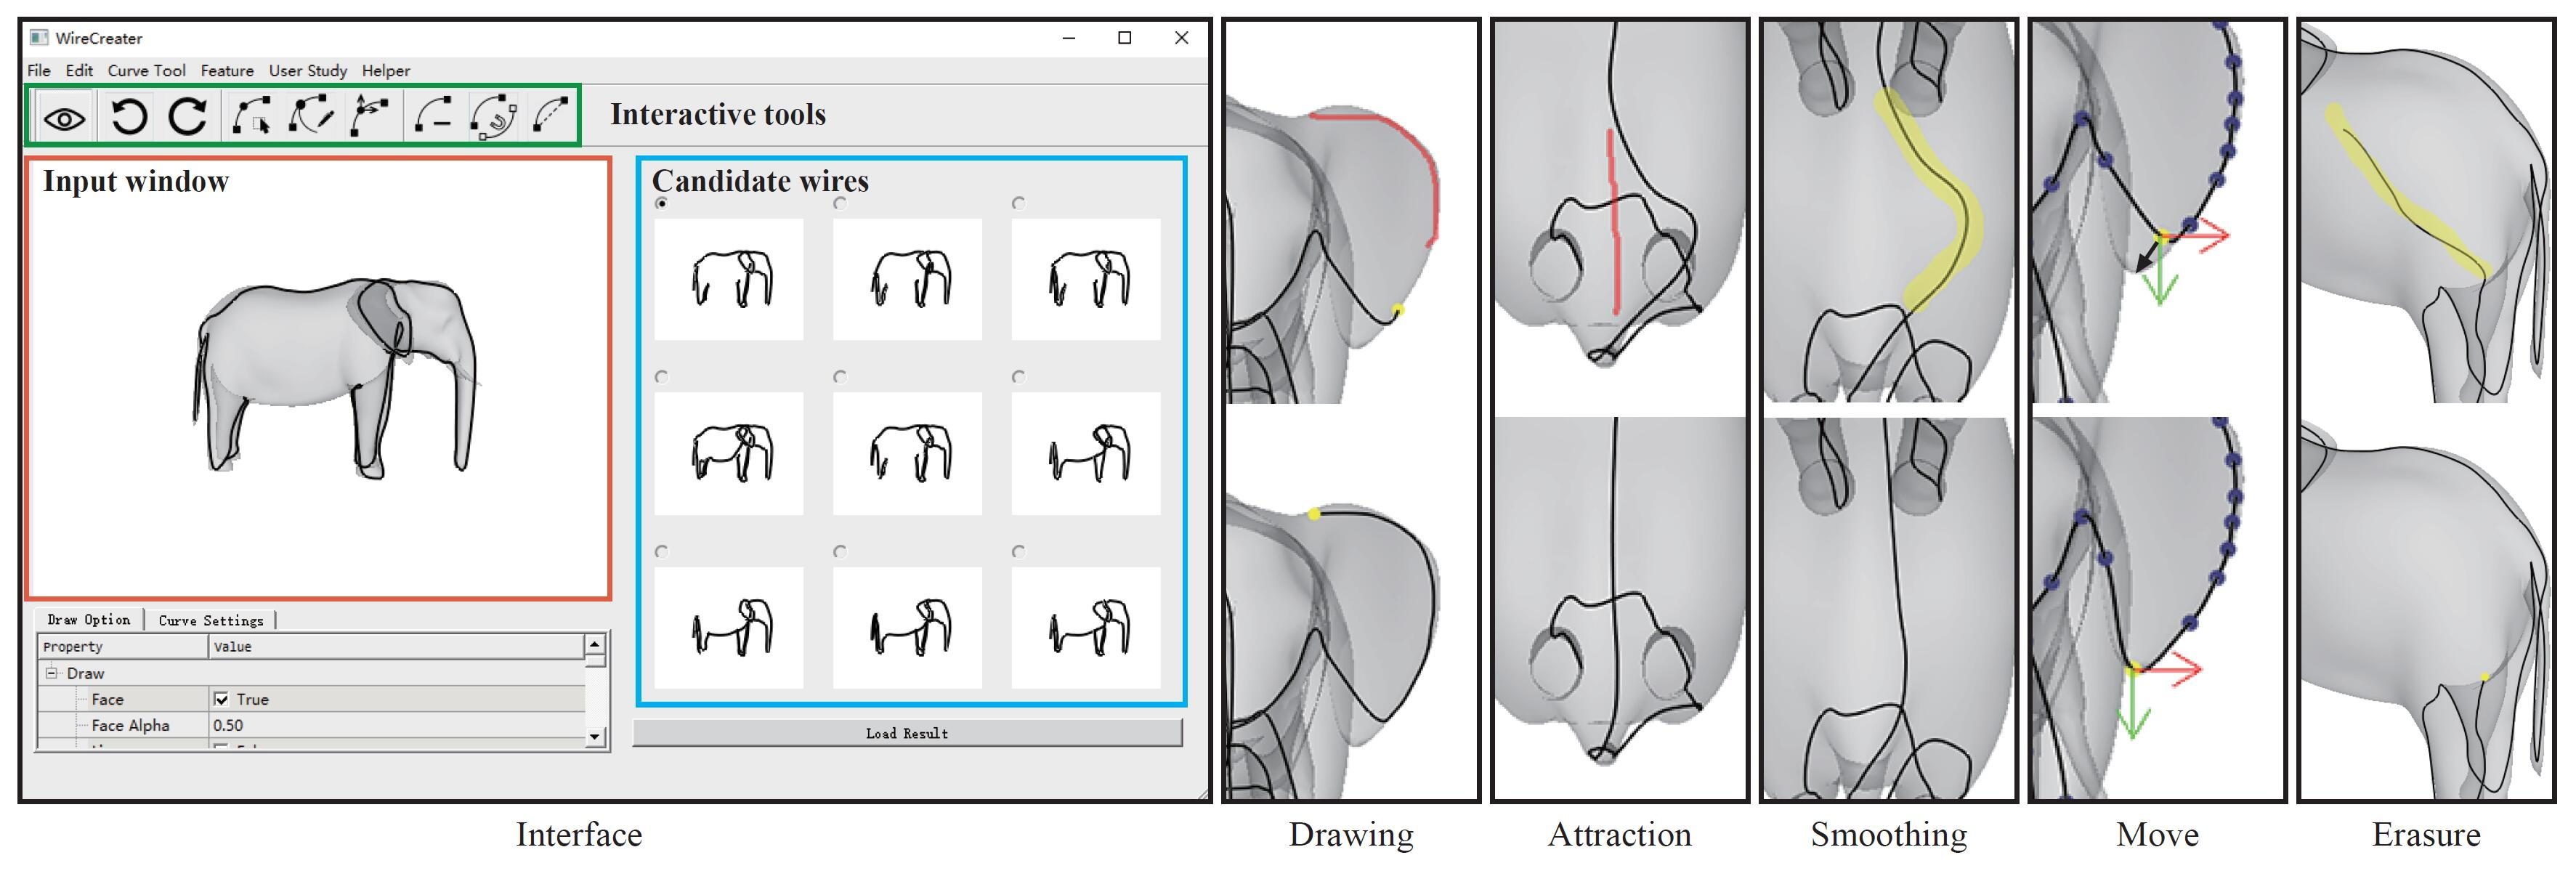 WireCreater
File Edit Curve Tool Feature User Study Helper
Interactive tools
Input window
Candidate wires
Draw Option Curve Settings
Property Value
Draw
Face True
Face Alpha 0.50
Load Result
Interface Drawing Attraction Smoothing Move Erasure